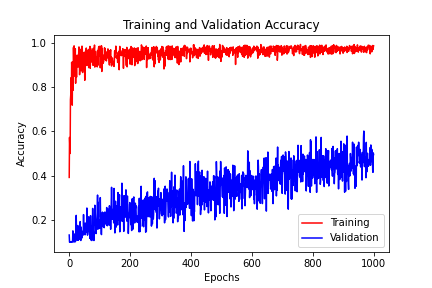 Training and Validation Accuracy
1.0
0.8
0.6
0.4
0.2
Accuracy
0
200
400
600
800
1000
Epochs
Training
Validation